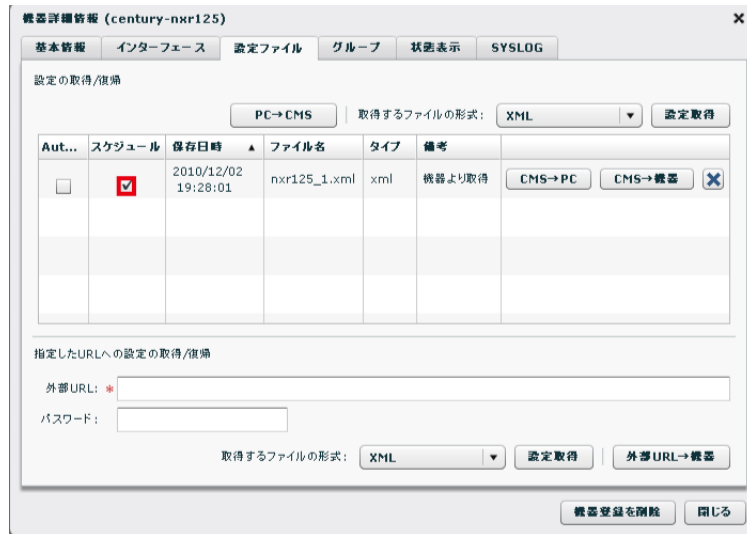 機器詳細情報 (century-nxr125)
基本情報 インターフェース 設定ファイル グループ 状態表示 SYSLOG
設定の取得/復帰
PC→CMS 取得するファイルの形式: XML 設定取得
Aut... スケジュール 保存日時 ファイル名 タイプ 備考
2010/12/02
19:28:01 nxr125_1.xml xml 機器より取得 CMS→PC CMS→機器
指定したURLへの設定の取得/復帰
外部URL: *
パスワード:
取得するファイルの形式: XML 設定取得 外部URL→機器
機器登録を削除 閉じる